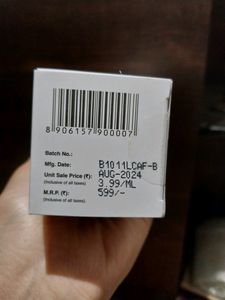 8 906157 900007
Batch No.: B1011LCAF-B
Mfg. Date: AUG-2024
Unit Sale Price (₹): 3.99/ML
(Inclusive of all taxes)
M.R.P. (₹): 599/-
(Inclusive of all taxes)